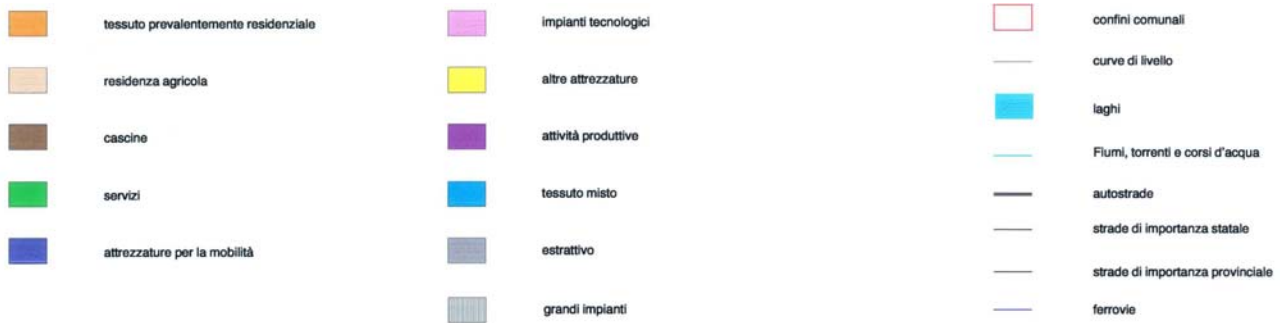 tessuto prevalentemente residenziale
residenza agricola
cascine
servizi
attrezzature per la mobilità
impianti tecnologici
altre attrezzature
attività produttive
tessuto misto
estrattivo
grandi impianti
confini comunali
curve di livello
laghi
Fiumi, torrenti e corsi d'acqua
autostrade
strade di importanza statale
strade di importanza provinciale
ferrovie